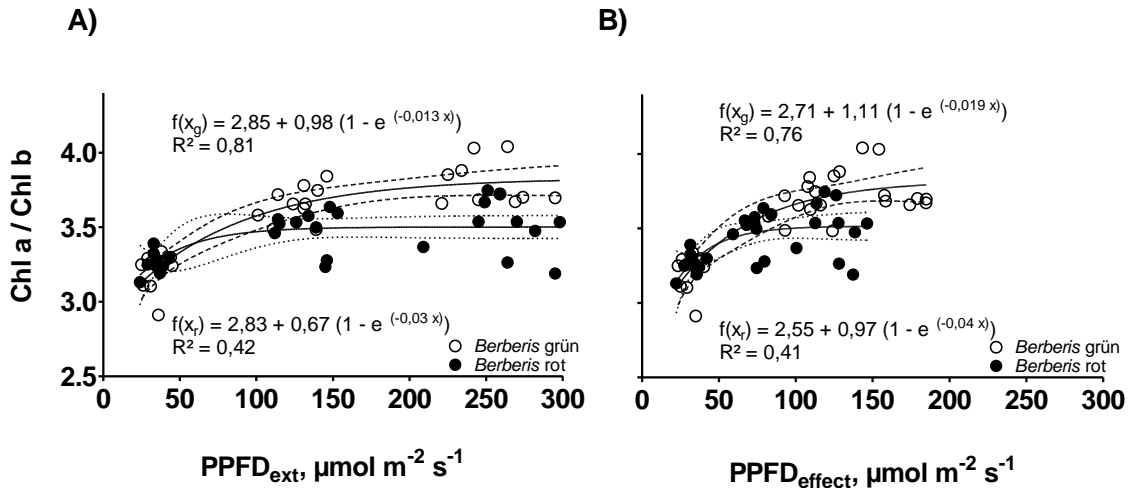 A)
B)
f(x_g) = 2,85 + 0,98 (1 - e ^(-0,013 x))
R² = 0,81
f(x_g) = 2,71 + 1,11 (1 - e ^(-0,019 x))
R² = 0,76
Chl a / Chl b
4.0
3.5
3.0
2.5
f(x_r) = 2,83 + 0,67 (1 - e ^(-0,03 x))
R² = 0,42
Berberis grün
Berberis rot
f(x_r) = 2,55 + 0,97 (1 - e ^(-0,04 x))
R² = 0,41
Berberis grün
Berberis rot
0 50 100 150 200 250 300
0 50 100 150 200 250 300
PPFD_ext, µmol m⁻² s⁻¹
PPFD_effect, µmol m⁻² s⁻¹